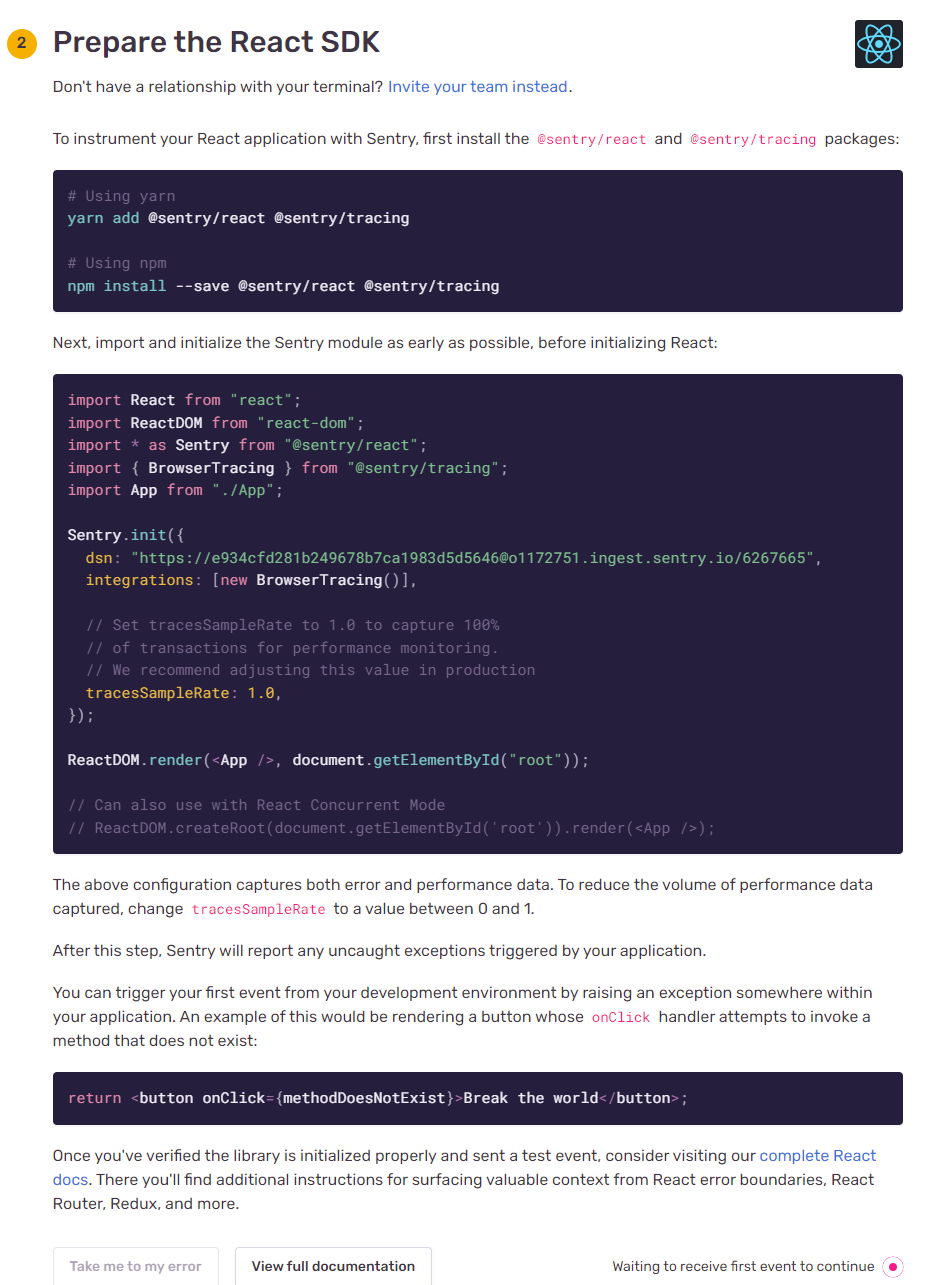 2
Prepare the React SDK
Don't have a relationship with your terminal? Invite your team instead.
To instrument your React application with Sentry, first install the @sentry/react and @sentry/tracing packages:
# Using yarn
yarn add @sentry/react @sentry/tracing
# Using npm
npm install --save @sentry/react @sentry/tracing
Next, import and initialize the Sentry module as early as possible, before initializing React:
import React from "react";
import ReactDOM from "react-dom";
import * as Sentry from "@sentry/react";
import { BrowserTracing } from "@sentry/tracing";
import App from "./App";
Sentry.init({
  dsn: "https://e934cfd281b249678b7ca1983d5d5646@o1172751.ingest.sentry.io/6267665",
  integrations: [new BrowserTracing()],
  // Set tracesSampleRate to 1.0 to capture 100%
  // of transactions for performance monitoring.
  // We recommend adjusting this value in production
  tracesSampleRate: 1.0,
});
ReactDOM.render(<App />, document.getElementById("root"));
// Can also use with React Concurrent Mode
// ReactDOM.createRoot(document.getElementById('root')).render(<App />);
The above configuration captures both error and performance data. To reduce the volume of performance data
captured, change tracesSampleRate to a value between 0 and 1.
After this step, Sentry will report any uncaught exceptions triggered by your application.
You can trigger your first event from your development environment by raising an exception somewhere within
your application. An example of this would be rendering a button whose onClick handler attempts to invoke a
method that does not exist:
return <button onClick={methodDoesNotExist}>Break the world</button>;
Once you've verified the library is initialized properly and sent a test event, consider visiting our complete React
docs. There you'll find additional instructions for surfacing valuable context from React error boundaries, React
Router, Redux, and more.
Take me to my error
View full documentation
Waiting to receive first event to continue